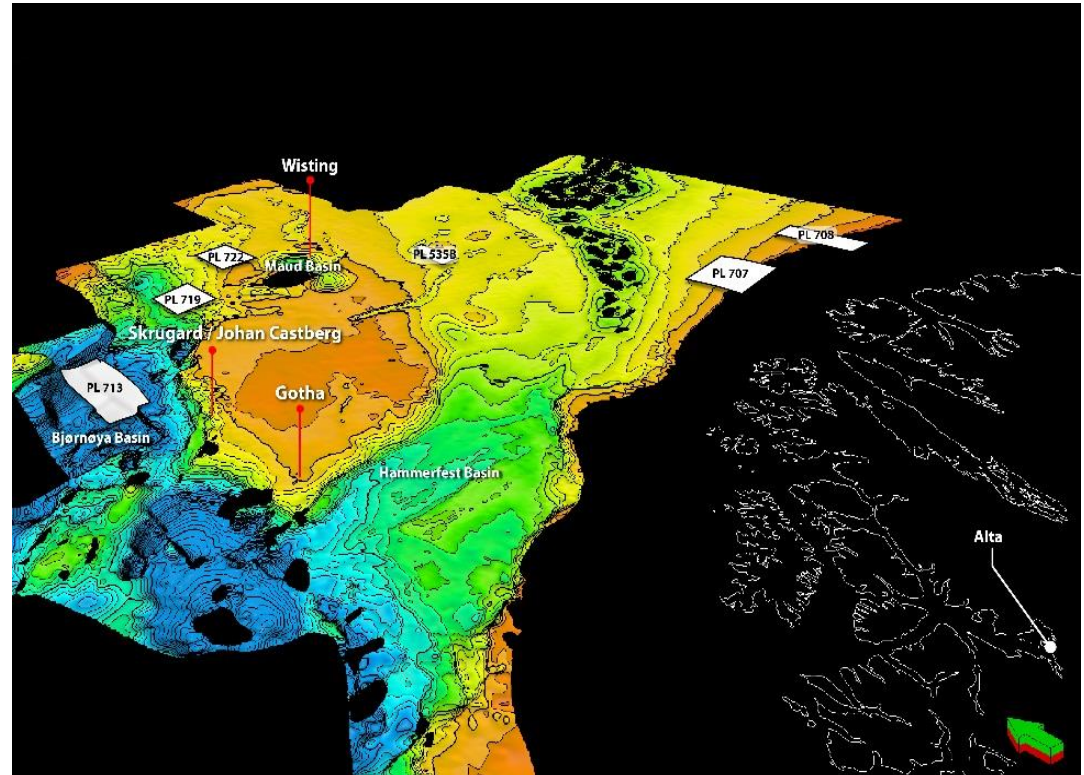 Wisting
PL 722
Maud Basin
PL 535B
PL 708
PL 707
PL 719
Skrugard / Johan Castberg
PL 713
Gotha
Bjørnøya Basin
Hammerfest Basin
Alta